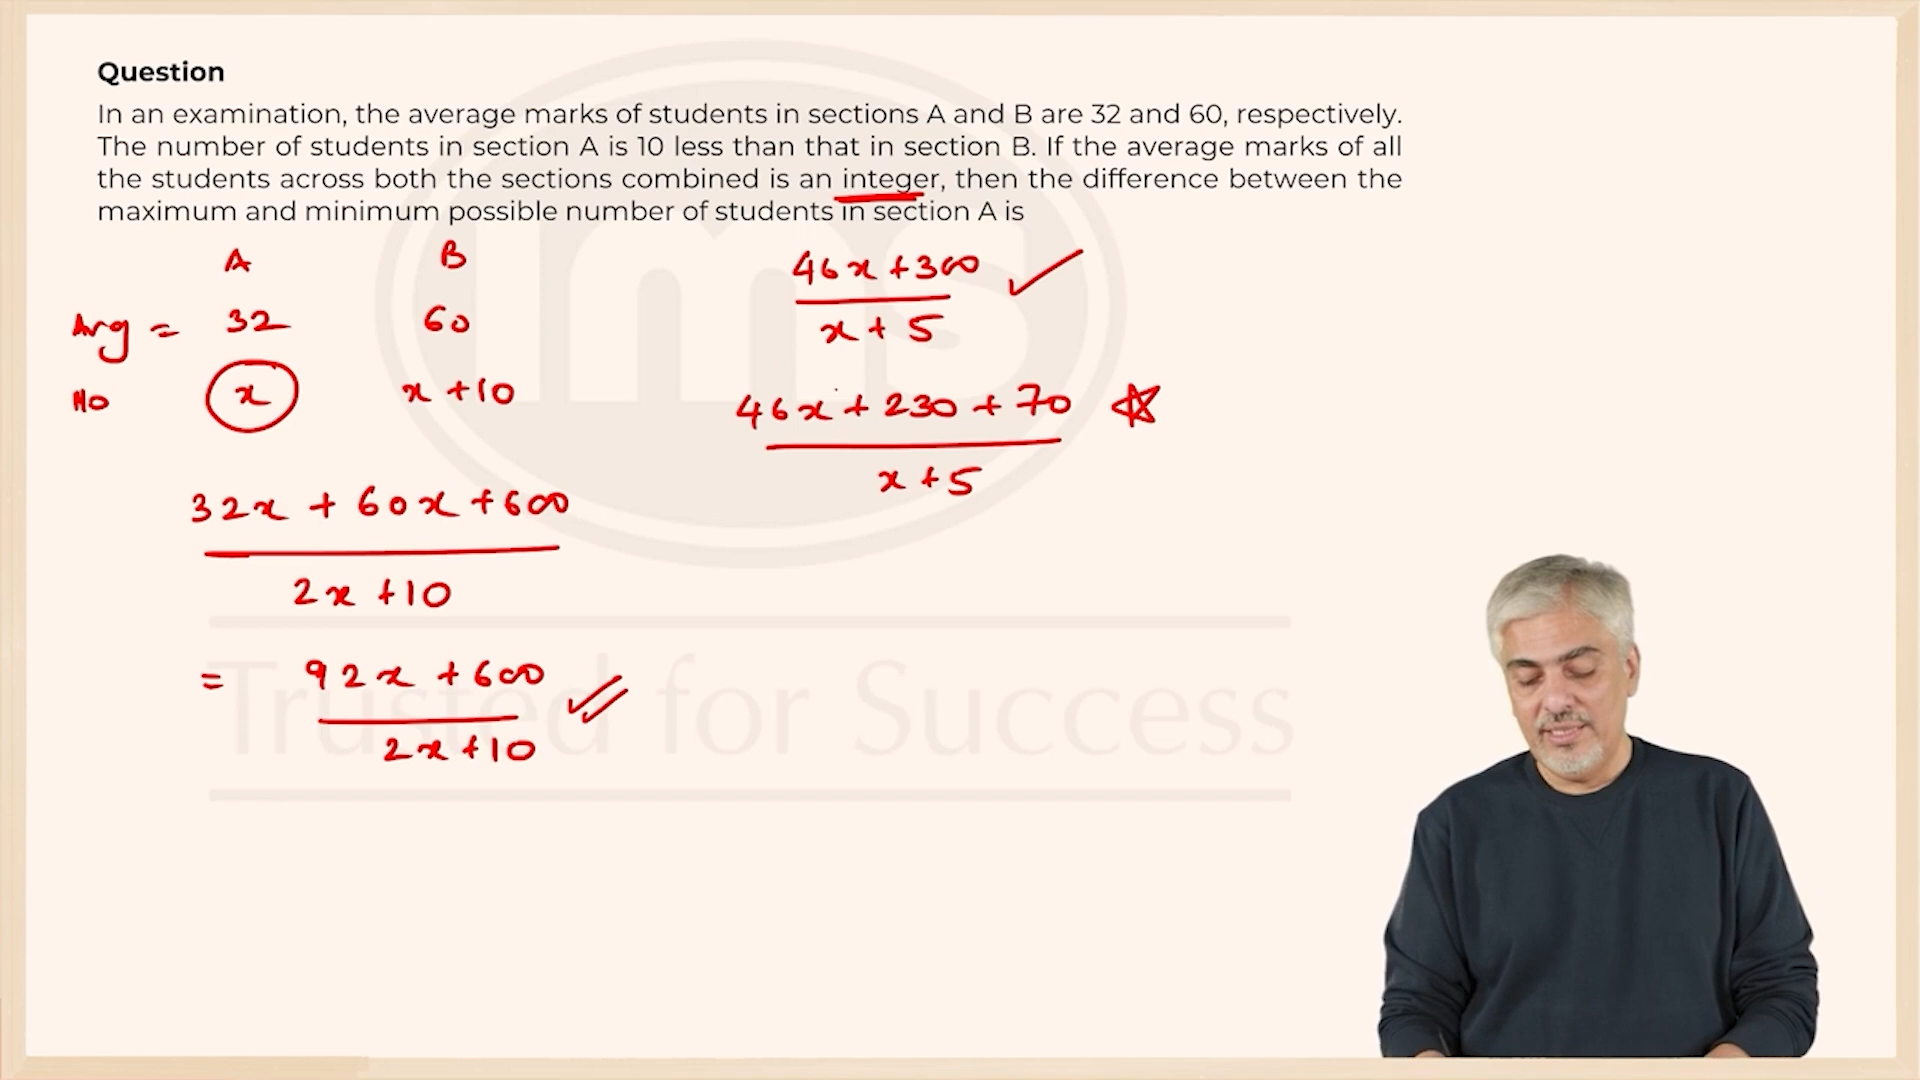 Question
In an examination, the average marks of students in sections A and B are 32 and 60, respectively.
The number of students in section A is 10 less than that in section B. If the average marks of all
the students across both the sections combined is an integer, then the difference between the
maximum and minimum possible number of students in section A is
A B
Avg = 32 60
No x x + 10
32x + 60x + 600
2x + 10
= 92x + 600
2x + 10
46x + 300
x + 5
46x + 230 + 70
x + 5
ims
Trusted for Success